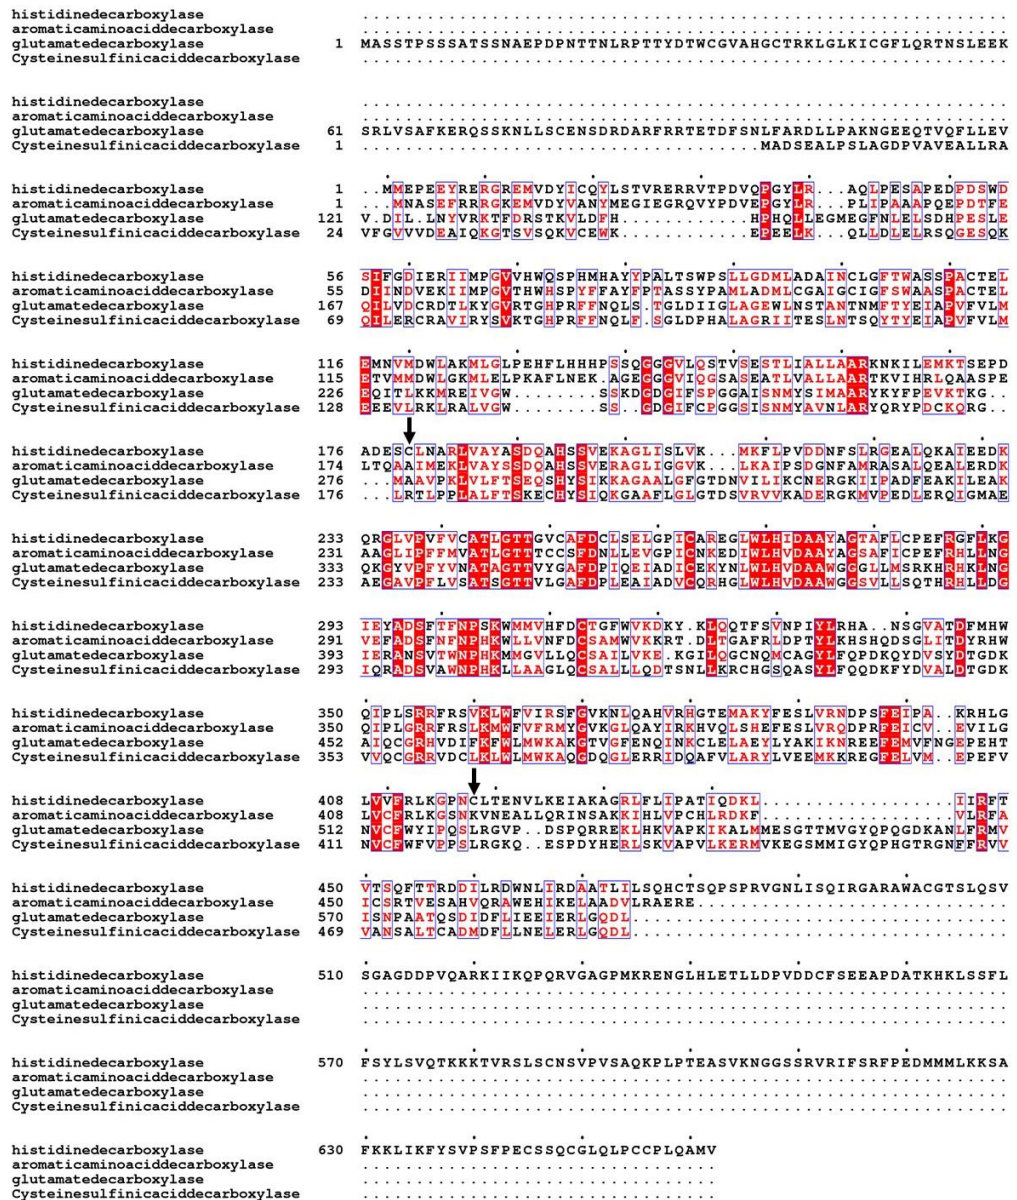 histidinedecarboxylase ............................................................
aromaticaminoaciddecarboxylase ............................................................
glutamatedecarboxylase 1 MASSTPSSSATSSNAEPDPNTTNLRPTTYDTWCGVAHGCTRKLGLKICGFLQRTNSLEEK
Cysteinesulfinicaciddecarboxylase ............................................................
histidinedecarboxylase ............................................................
aromaticaminoaciddecarboxylase ............................................................
glutamatedecarboxylase 61 SRLVSAFKERQSSKNLLSCENSDRDARFRRTETDFSNLFARDLLPAKNGEEQTVQFLLEV
Cysteinesulfinicaciddecarboxylase 1 .....................................MADSEALPSLAGDPVAVEALLRA
histidinedecarboxylase 1 ..MMEPEEYRERGREMVDYICQYLSTVRERRVTPDVQPGYLR...AQLPESAPEDPDSWD
aromaticaminoaciddecarboxylase 1 ...MNASEFRRRGKEMVDYVANYMEGIEGRQVYPDVEPGYLR...PLIPAAAPQEPDTFE
glutamatedecarboxylase 121 V.DIL.LNYVRKTFDRSTKVLDFH............HPHQLLEGMEGFNLELSDHPESLE
Cysteinesulfinicaciddecarboxylase 24 VFGVVVDEAIQKGTSVSQKVCEWK............EPEELK...QLLDLELRSQGESQK
histidinedecarboxylase 56 SIFGDIERIIMPGVVHWQSPHMHAYYPALTSWPSLLGDMLADAINCLGFTWASSPACTEL
aromaticaminoaciddecarboxylase 55 DIINDVEKIIMPGVTHWHSPYFFAYFPTASSYPAMLADMLCGAIGCIGFSWAASPACTEL
glutamatedecarboxylase 167 QILVDCRDTLKYGVRTGHPRFFNQLS.TGLDIIGLAGEWLNSTANTNMFTYEIAPVFVLM
Cysteinesulfinicaciddecarboxylase 69 QILERCRAVIRYSVKTGHPRFFNQLF.SGLDPHALAGRIITESLNTSQYTYEIAPVFVLM
histidinedecarboxylase 116 EMNVMDWLAKMLGLPEHFLHHHPSSQGGGVLQSTVSESTLIALLAARKNKILEMKTSEPD
aromaticaminoaciddecarboxylase 115 ETVMMDWLGKMLELPKAFLNEK.AGEGGGVIQGSASEATLVALLAARTKVIHRLQAASPE
glutamatedecarboxylase 226 EQITLKKMREIVGW........SSKDGDGIFSPGGAISNMYSIMAARYKYFPEVKTKG..
Cysteinesulfinicaciddecarboxylase 128 EEEVLRKLRALVGW........SS..GDGIFCPGGSISNMYAVNLARYQRYPDCKQRG..
histidinedecarboxylase 176 ADESCLNARLVAYASDQAHSSVEKAGLISLVK...MKFLPVDDNFSLRGEALQKAIEEDK
aromaticaminoaciddecarboxylase 174 LTQAAIMEKLVAYSSDQAHSSVERAGLIGGVK...LKAIPSDGNFAMRASALQEALERDK
glutamatedecarboxylase 276 ...MAAVPKLVLFTSEQSHYSIKKAGAALGFGTDNVILIKCNERGKIIPADFEAKILEAK
Cysteinesulfinicaciddecarboxylase 176 ...LRTLPPLALFTSKECHYSIQKGAAFLGLGTDSVRVVKADERGKMVPEDLERQIGMAE
histidinedecarboxylase 233 QRGLVPVFVCATLGTTGVCAFDCLSELGPICAREGLWLHIDAAYAGTAFLCPEFRGFLKG
aromaticaminoaciddecarboxylase 231 AAGLIPFFMVATLGTTTCCSFDNLLEVGPICNKEDIWLHVDAAYAGSAFICPEFRHLLNG
glutamatedecarboxylase 333 QKGYVPFYVNATAGTTVYGAFDPIQEIADICEKYNLWLHVDAAWGGGLLMSRKHRHKLNG
Cysteinesulfinicaciddecarboxylase 233 AEGAVPFLVSATSGTTVLGAFDPLEAIADVCQRHGLWLHVDAAWGGSVLLSQTHRHLLDG
histidinedecarboxylase 293 IEYADSFTFNPSKWMMVHFDCTGFWVKDKY.KLQQTFSVNPIYLRHA..NSGVATDFMHW
aromaticaminoaciddecarboxylase 291 VEFADSFNFNPHKWLLVNFDCSAMWVKKRT.DLTGAFRLDPTYLKHSHQDSGLITDYRHW
glutamatedecarboxylase 393 IERANSVTWNPHKMMGVLLQCSAILVKE.KGILQGCNQMCAGYLFQPDKQYDVSYDTGDK
Cysteinesulfinicaciddecarboxylase 293 IQRADSVAWNPHKLLAAGLQCSALLLQDTSNLLKRCHGSQASYLFQQDKFYDVALDTGDK
histidinedecarboxylase 350 QIPLSRRFRSVKLWFVIRSFGVKNLQAHVRHGTEMAKYFESLVRNDPSFEIPA..KRHLG
aromaticaminoaciddecarboxylase 350 QIPLGRRFRSLKMWFVFRMYGVKGLQAYIRKHVQLSHEFESLVRQDPRFEICV..EVILG
glutamatedecarboxylase 452 AIQCGRHVDIFKFWLMWKAKGTVGFENQINKCLELAEYLYAKIKNREEFEMVFNGEPEHT
Cysteinesulfinicaciddecarboxylase 353 VVQCGRRVDCLKLWLMWKAQGDQGLERRIDQAFVLARYLVEEMKKREGFELVM..EPEFV
histidinedecarboxylase 408 LVVFRLKGPNCLTENVLKEIAKAGRLFLIPATIQDKL..................IIRFT
aromaticaminoaciddecarboxylase 408 LVCFRLKGSNKVNEALLQRINSAKKIHLVPCHLRDKF..................VLRFA
glutamatedecarboxylase 512 NVCFWYIPQSLRGVP..DSPQRREKLHKVAPKIKALMMESGTTMVGYQPQGDKANLFRMV
Cysteinesulfinicaciddecarboxylase 411 NVCFWFVPPSLRGKQ..ESPDYHERLSKVAPVLKERMVKEGSMMIGYQPHGTRGNFFRVV
histidinedecarboxylase 450 VTSQFTTRDDILRDWNLIRDAATLILSQHCTSQPSPRVGNLISQIRGARAWACGTSLQSV
aromaticaminoaciddecarboxylase 450 ICSRTVESAHVQRAWEHIKELAADVLRAERE.............................
glutamatedecarboxylase 570 ISNPAATQSDIDFLIEEIERLGQDL...................................
Cysteinesulfinicaciddecarboxylase 469 VANSALTCADMDFLLNELERLGQDL...................................
histidinedecarboxylase 510 SGAGDDPVQARKIIKQPQRVGAGPMKRENGLHLETLLDPVDDCFSEEAPDATKHKLSSFL
aromaticaminoaciddecarboxylase ............................................................
glutamatedecarboxylase ............................................................
Cysteinesulfinicaciddecarboxylase ............................................................
histidinedecarboxylase 570 FSYLSVQTKKKTVRSLSCNSVPVSAQKPLPTEASVKNGGSSRVRIFSRFPEDMMMLKKSA
aromaticaminoaciddecarboxylase ............................................................
glutamatedecarboxylase ............................................................
Cysteinesulfinicaciddecarboxylase ............................................................
histidinedecarboxylase 630 FKKLIKFYSVPSFPECSSQCGLQLPCCPLQAMV
aromaticaminoaciddecarboxylase .................................
glutamatedecarboxylase .................................
Cysteinesulfinicaciddecarboxylase .................................